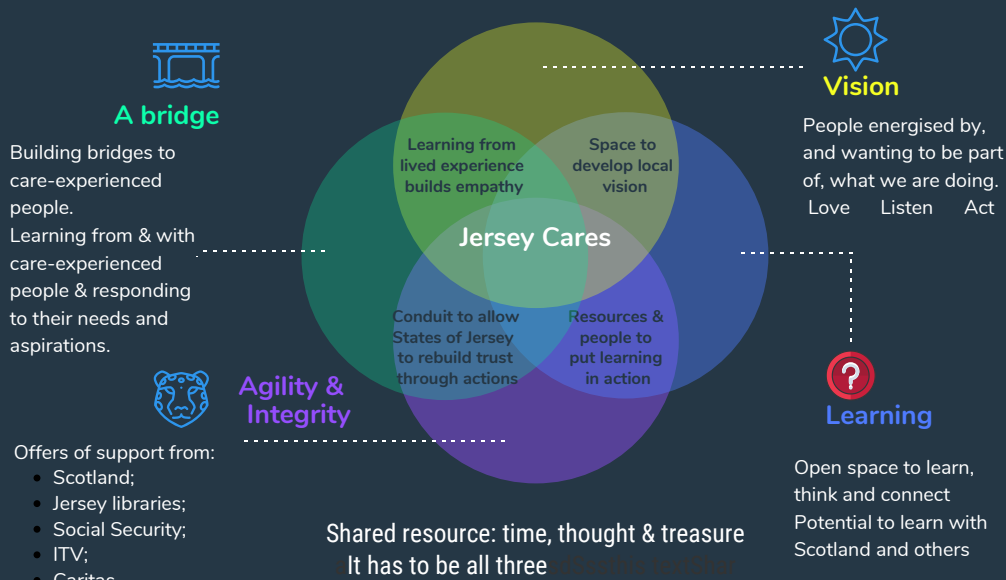 A bridge
Building bridges to
care-experienced
people.
Learning from & with
care-experienced
people & responding
to their needs and
aspirations.
Vision
People energised by,
and wanting to be part
of, what we are doing.
Love Listen Act
Learning from
lived experience
builds empathy
Space to
develop local
vision
Jersey Cares
Conduit to allow
States of Jersey
to rebuild trust
through actions
Resources &
people to
put learning
in action
Agility &
Integrity
Offers of support from:
Scotland;
Jersey libraries;
Social Security;
ITV;
Caritas
Learning
Open space to learn,
think and connect
Potential to learn with
Scotland and others
Shared resource: time, thought & treasure
It has to be all three